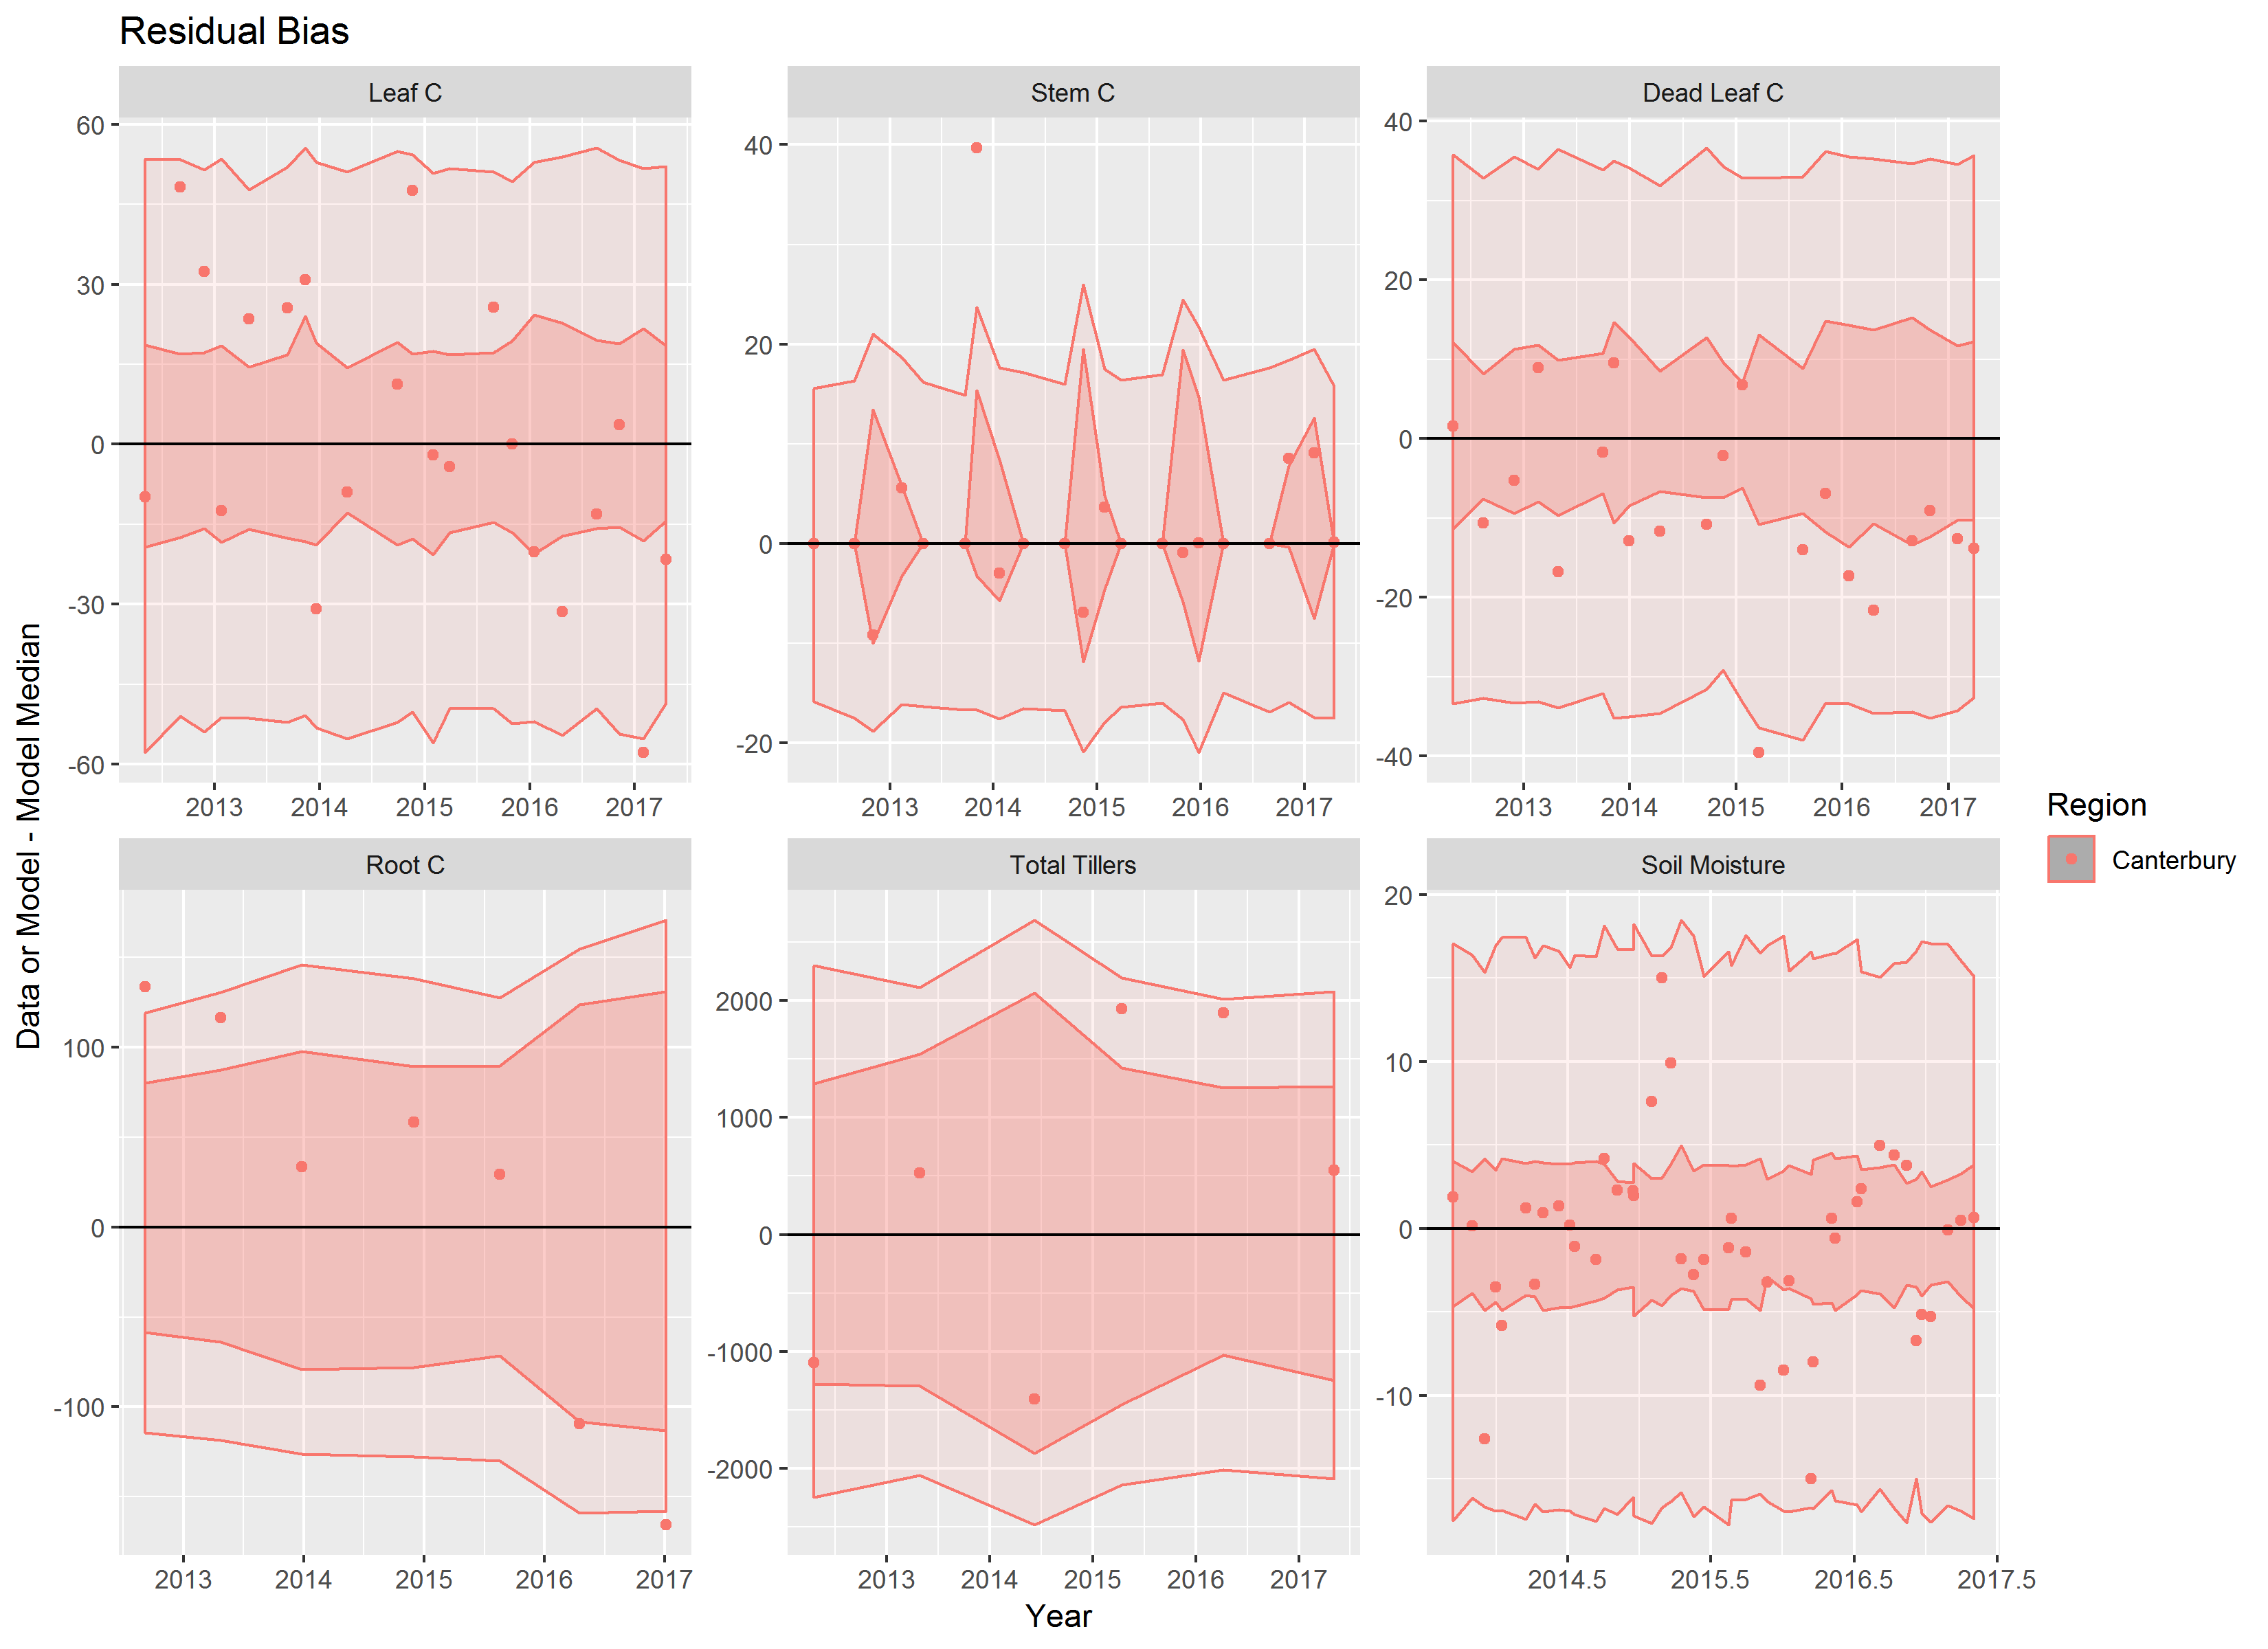 Residual Bias
Leaf C
Stem C
Dead Leaf C
60
30
0
-30
-60
2013 2014 2015 2016 2017
40
20
0
-20
2013 2014 2015 2016 2017
40
20
0
-20
-40
2013 2014 2015 2016 2017
Data or Model - Model Median
Root C
Total Tillers
Soil Moisture
100
0
-100
2013 2014 2015 2016 2017
2000
1000
0
-1000
-2000
2013 2014 2015 2016 2017
20
10
0
-10
2014.5 2015.5 2016.5 2017.5
Year
Region
Canterbury